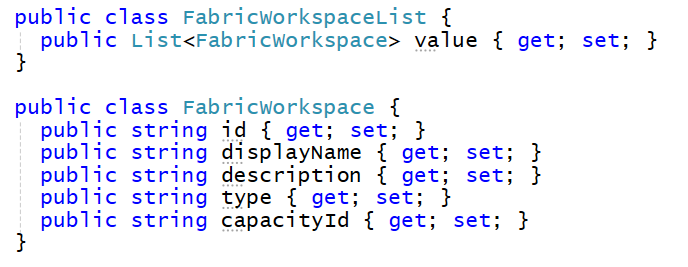 public class FabricWorkspaceList {
  public List<FabricWorkspace> value { get; set; }
}

public class FabricWorkspace {
  public string id { get; set; }
  public string displayName { get; set; }
  public string description { get; set; }
  public string type { get; set; }
  public string capacityId { get; set; }
}